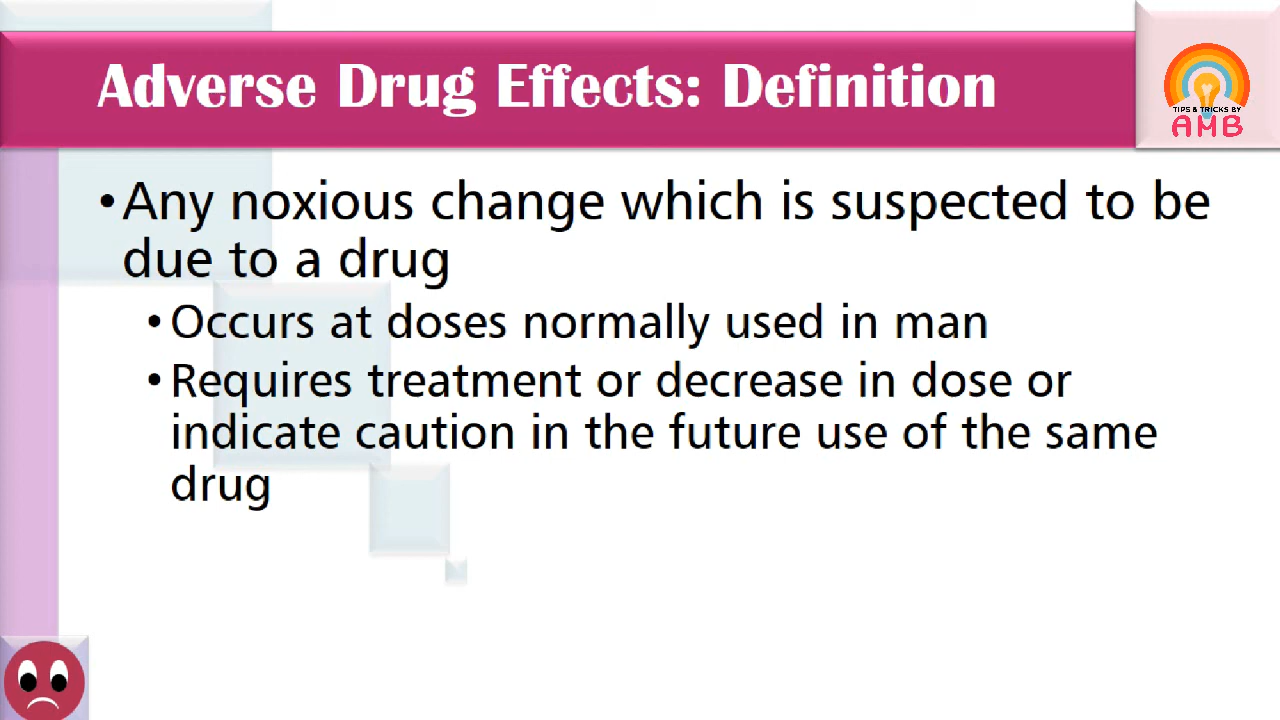 Adverse Drug Effects: Definition
TIPS & TRICKS BY
AMB
•Any noxious change which is suspected to be
due to a drug
•Occurs at doses normally used in man
•Requires treatment or decrease in dose or
indicate caution in the future use of the same
drug